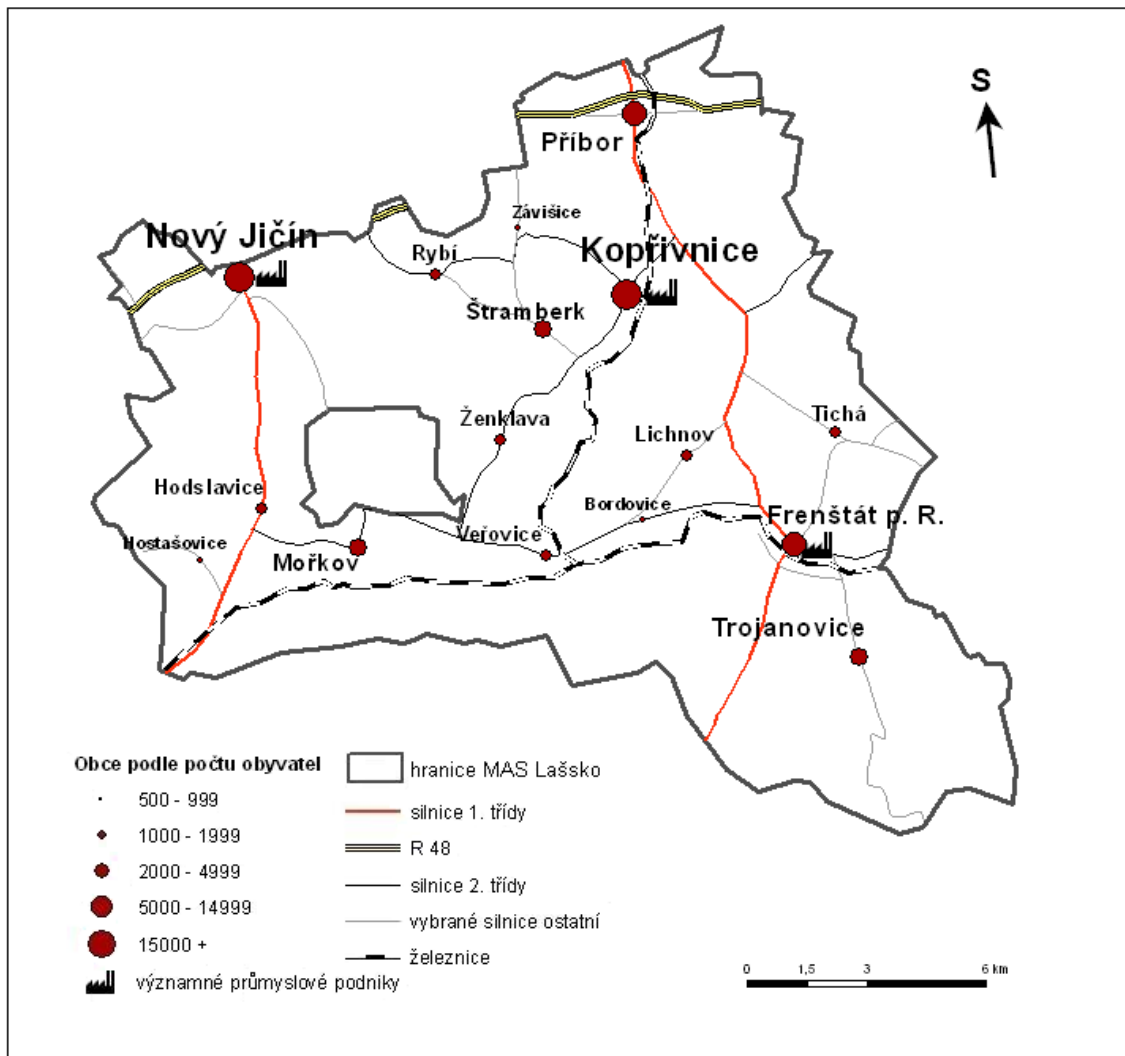 S
Příbor
Závišice
Nový Jičín
Rybí
Kopřivnice
Štramberk
Ženklava
Tichá
Lichnov
Hodslavice
Bordovice
Hostašovice
Veřovice
Frenštát p. R.
Mořkov
Trojanovice
Obce podle počtu obyvatel
500 - 999
1000 - 1999
2000 - 4999
5000 - 14999
15000 +
významné průmyslové podniky
hranice MAS Lašsko
silnice 1. třídy
R 48
silnice 2. třídy
vybrané silnice ostatní
železnice
0 1,5 3 6 km